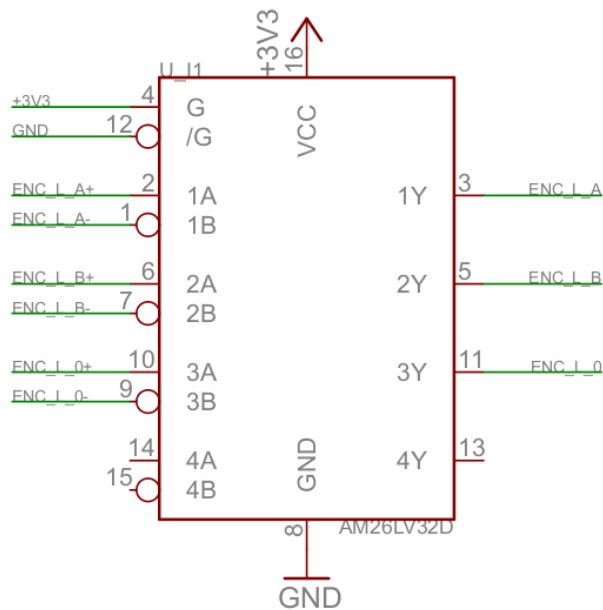 +3V3
16
U_I1
+3V3 4 G
GND 12 /G
VCC
ENC_L_A+ 2 1A 1Y 3 ENC_L_A
ENC_L_A- 1 1B
ENC_L_B+ 6 2A 2Y 5 ENC_L_B
ENC_L_B- 7 2B
ENC_L_0+ 10 3A 3Y 11 ENC_L_0
ENC_L_0- 9 3B
14 4A 4Y 13
15 4B
GND
8
AM26LV32D
GND